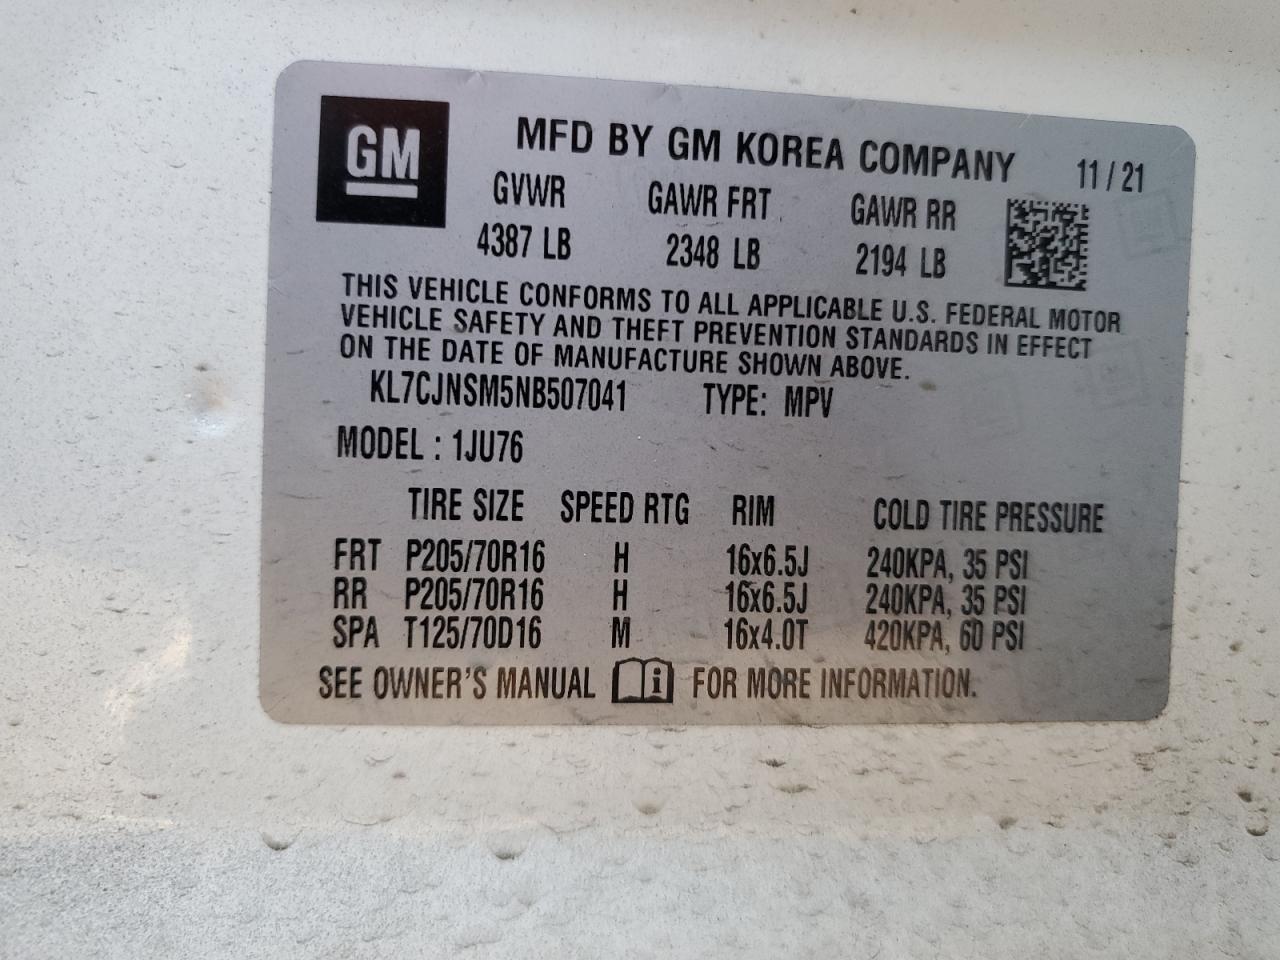 GM
MFD BY GM KOREA COMPANY 11 / 21
GVWR GAWR FRT GAWR RR
4387 LB 2348 LB 2194 LB
THIS VEHICLE CONFORMS TO ALL APPLICABLE U.S. FEDERAL MOTOR
VEHICLE SAFETY AND THEFT PREVENTION STANDARDS IN EFFECT
ON THE DATE OF MANUFACTURE SHOWN ABOVE.
KL7CJNSM5NB507041 TYPE: MPV
MODEL : 1JU76
TIRE SIZE SPEED RTG RIM COLD TIRE PRESSURE
FRT P205/70R16 H 16x6.5J 240KPA, 35 PSI
RR P205/70R16 H 16x6.5J 240KPA, 35 PSI
SPA T125/70D16 M 16x4.0T 420KPA, 60 PSI
SEE OWNER'S MANUAL i FOR MORE INFORMATION.